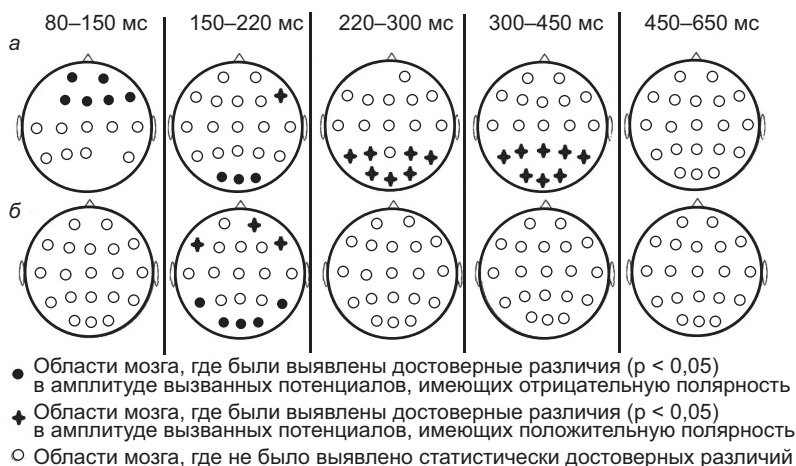 80–150 мс 150–220 мс 220–300 мс 300–450 мс 450–650 мс
а
б
Области мозга, где были выявлены достоверные различия (p < 0,05)
в амплитуде вызванных потенциалов, имеющих отрицательную полярность
Области мозга, где были выявлены достоверные различия (p < 0,05)
в амплитуде вызванных потенциалов, имеющих положительную полярность
Области мозга, где не было выявлено статистически достоверных различий